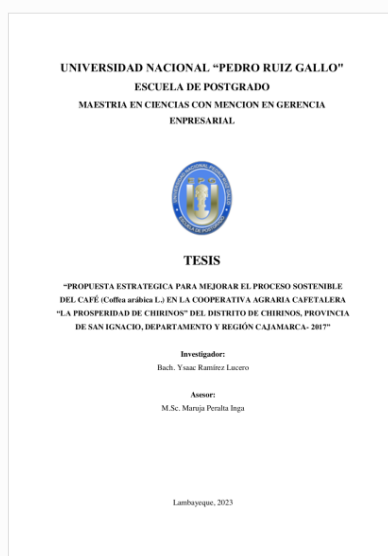 UNIVERSIDAD NACIONAL “PEDRO RUIZ GALLO”
ESCUELA DE POSTGRADO
MAESTRIA EN CIENCIAS CON MENCION EN GERENCIA
ENPRESARIAL
TESIS
“PROPUESTA ESTRATEGICA PARA MEJORAR EL PROCESO SOSTENIBLE
DEL CAFÉ (Coffea arábica L.) EN LA COOPERATIVA AGRARIA CAFETALERA
“LA PROSPERIDAD DE CHIRINOS” DEL DISTRITO DE CHIRINOS, PROVINCIA
DE SAN IGNACIO, DEPARTAMENTO Y REGIÓN CAJAMARCA- 2017”
Investigador:
Bach. Ysaac Ramírez Lucero
Asesor:
M.Sc. Maruja Peralta Inga
Lambayeque, 2023